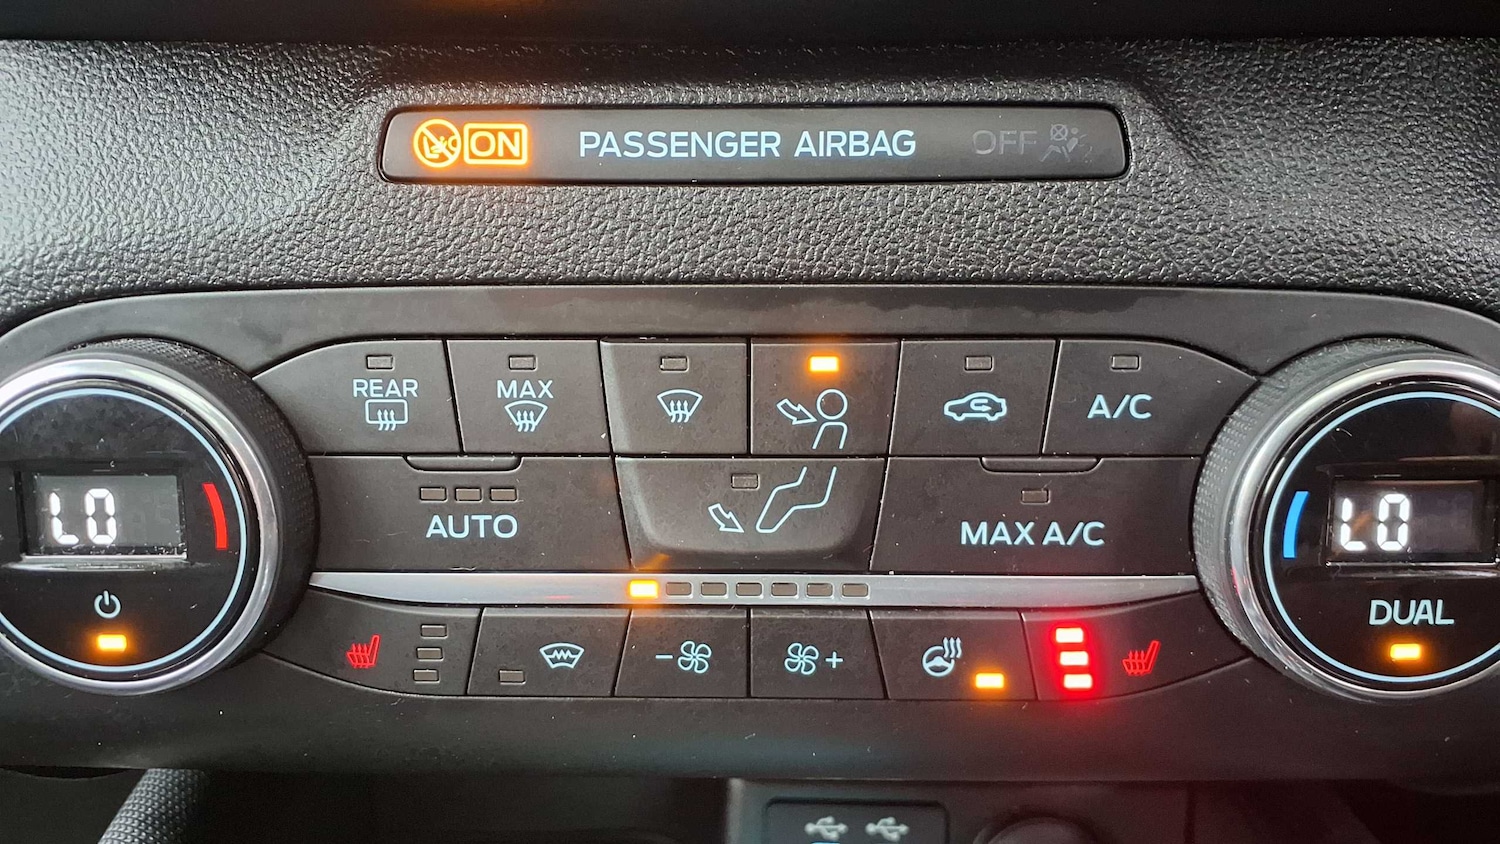 ON PASSENGER AIRBAG OFF
REAR
MAX
A/C
AUTO
MAX A/C
LO
LO
DUAL
- +